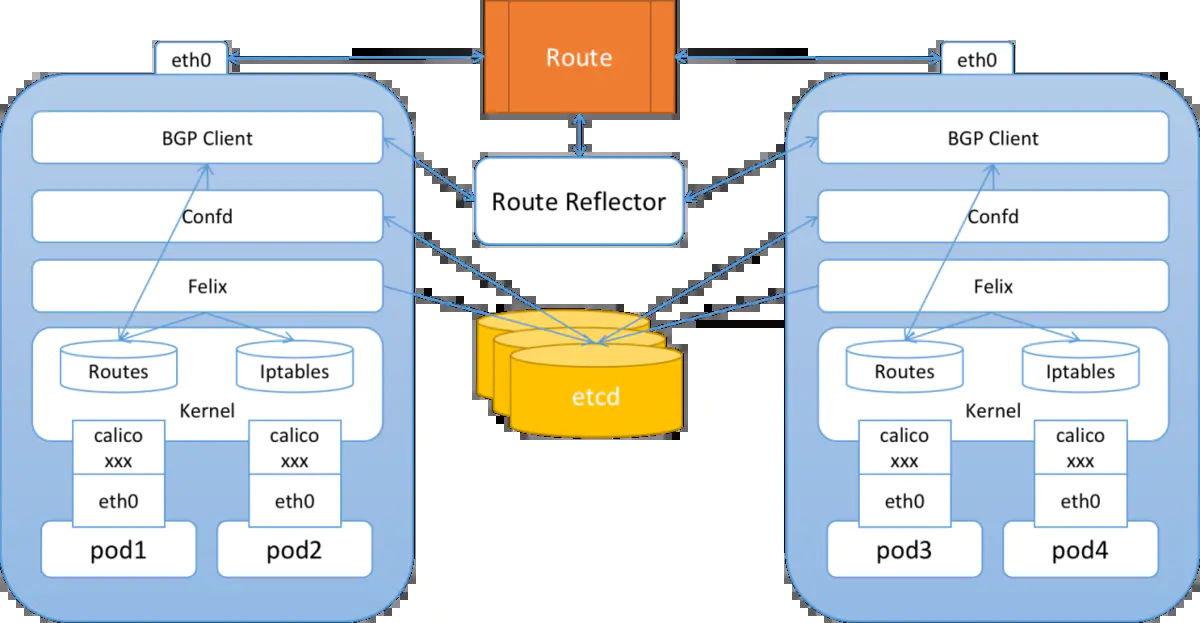 eth0
Route
eth0
BGP Client
BGP Client
Route Reflector
Confd
Confd
Felix
Felix
Routes
Iptables
Routes
Iptables
etcd
Kernel
Kernel
calico
xxx
calico
xxx
calico
xxx
calico
xxx
eth0
eth0
eth0
eth0
pod1
pod2
pod3
pod4